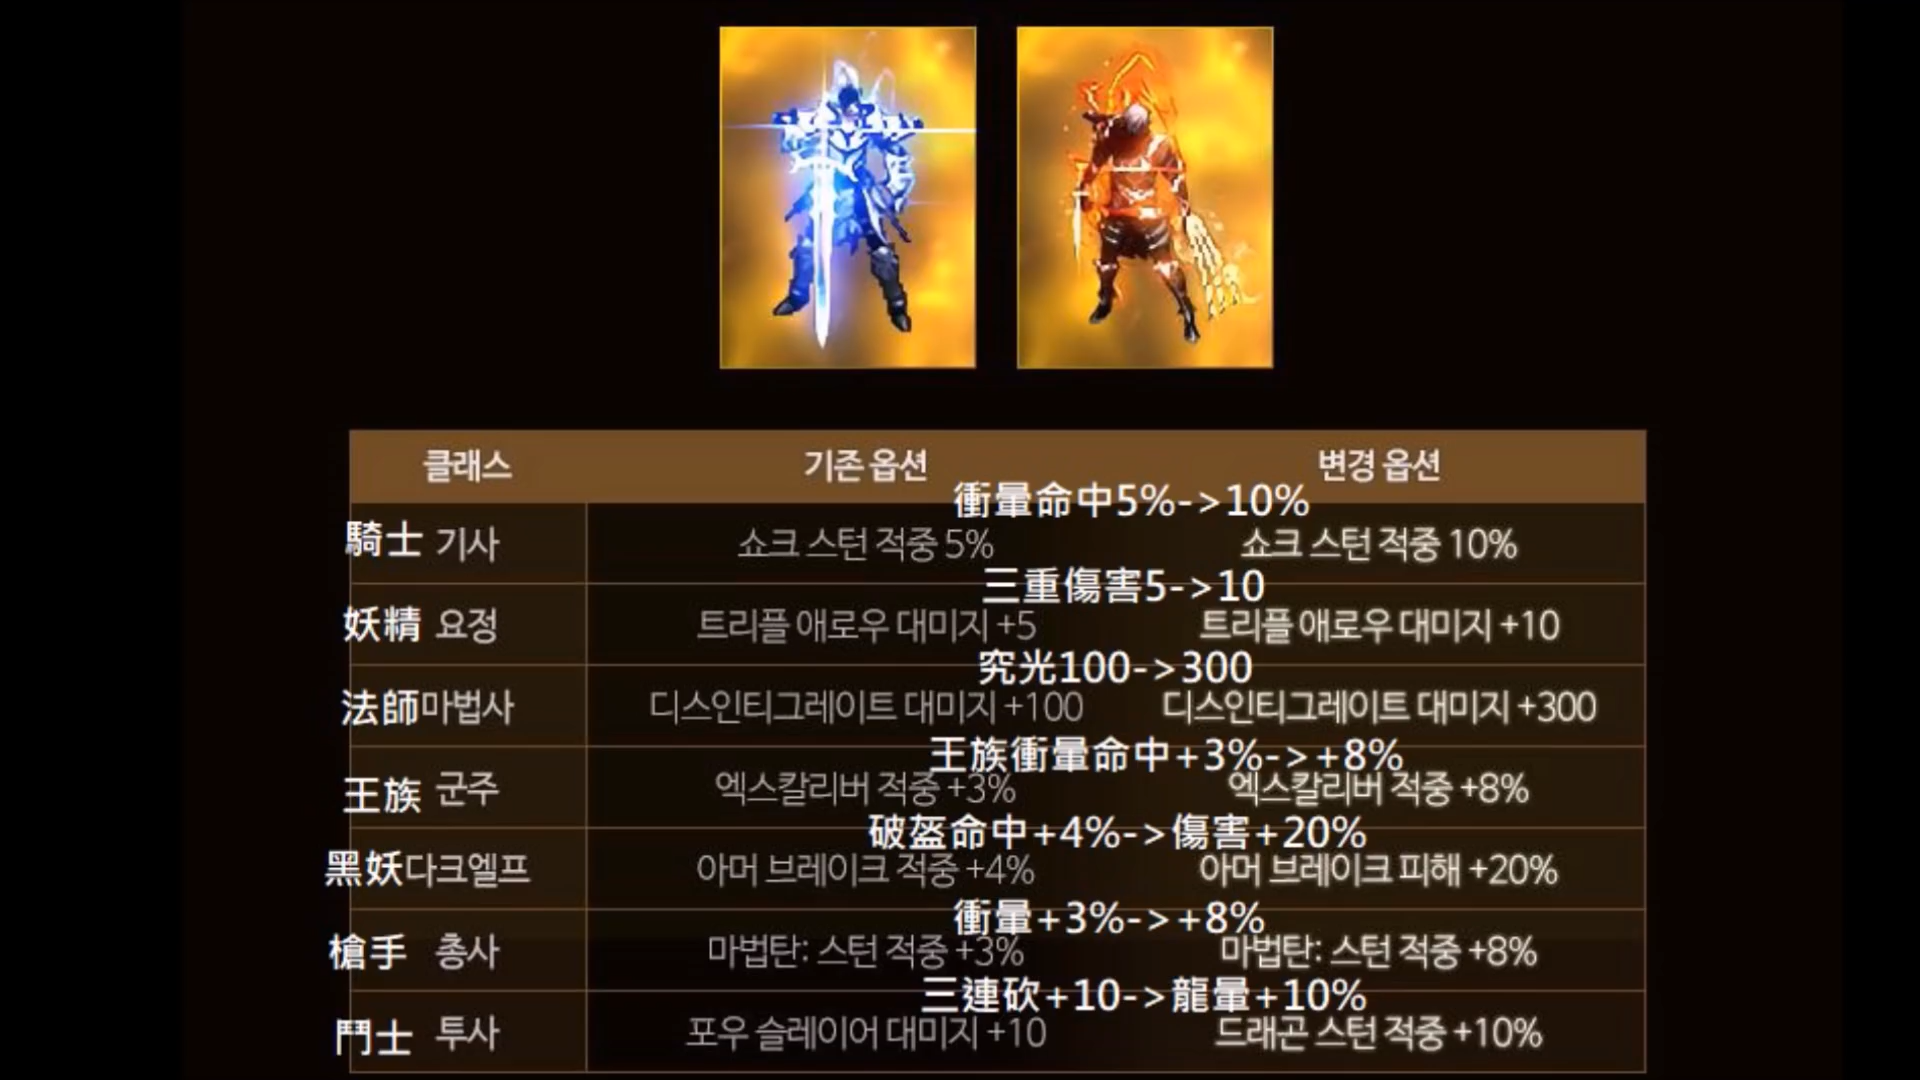 클래스 기존 옵션 변경 옵션
衝暈命中5%->10%
騎士 기사 쇼크 스턴 적중 5% 쇼크 스턴 적중 10%
三重傷害5->10
妖精 요정 트리플 애로우 대미지 +5 트리플 애로우 대미지 +10
究光100->300
法師 마법사 디스인티그레이트 대미지 +100 디스인티그레이트 대미지 +300
王族衝暈命中+3%->+8%
王族 군주 엑스칼리버 적중 +3% 엑스칼리버 적중 +8%
破盔命中+4%->傷害+20%
黑妖 다크엘프 아머 브레이크 적중 +4% 아머 브레이크 피해 +20%
衝暈+3%->+8%
槍手 총사 마법탄: 스턴 적중 +3% 마법탄: 스턴 적중 +8%
三連砍+10->龍暈+10%
鬥士 투사 포우 슬레이어 대미지 +10 드래곤 스턴 적중 +10%